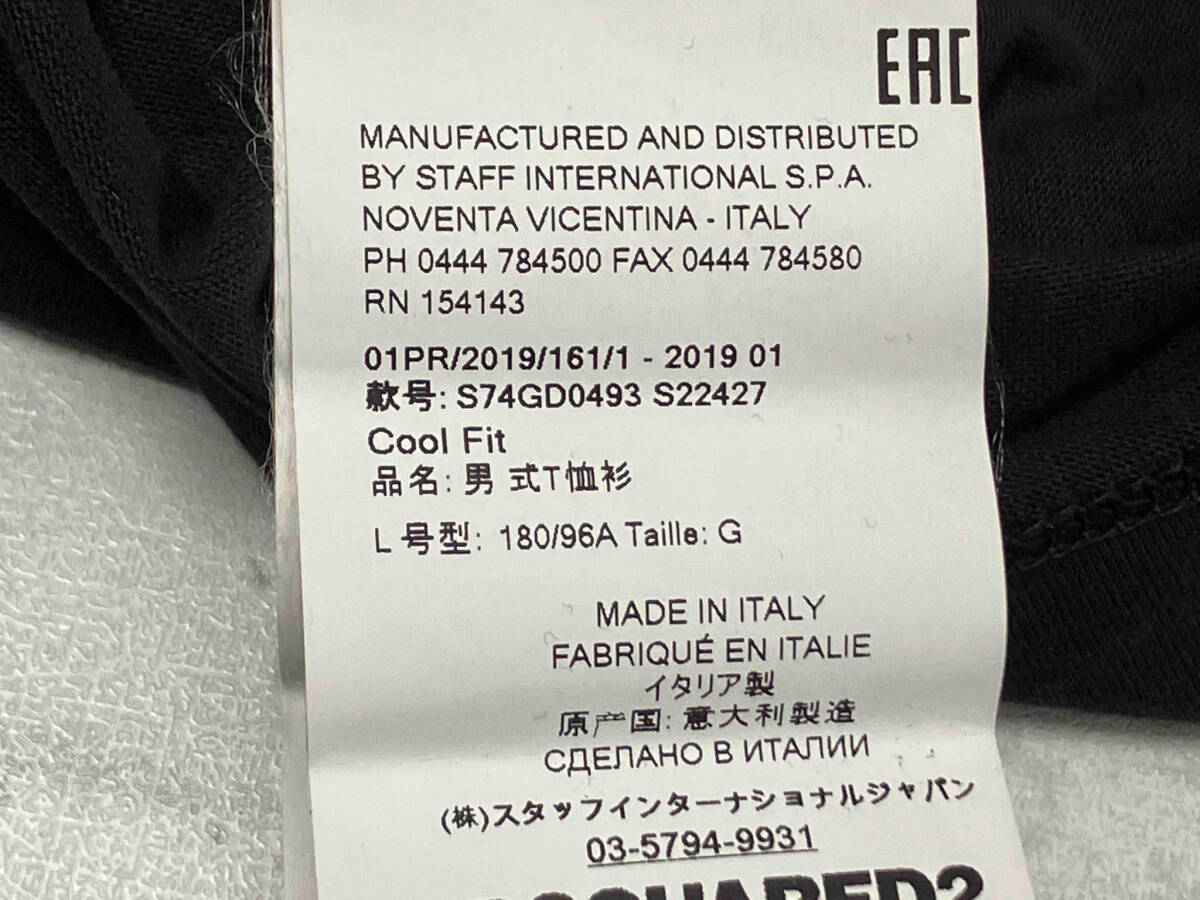 EAC
MANUFACTURED AND DISTRIBUTED
BY STAFF INTERNATIONAL S.P.A.
NOVENTA VICENTINA - ITALY
PH 0444 784500 FAX 0444 784580
RN 154143
01PR/2019/161/1 - 2019 01
款号: S74GD0493 S22427
Cool Fit
品名: 男 式T恤衫
L 号型: 180/96A Taille: G
MADE IN ITALY
FABRIQUÉ EN ITALIE
イタリア製
原产国: 意大利製造
СДЕЛАНО В ИТАЛИИ
(株)スタッフインターナショナルジャパン
03-5794-9931